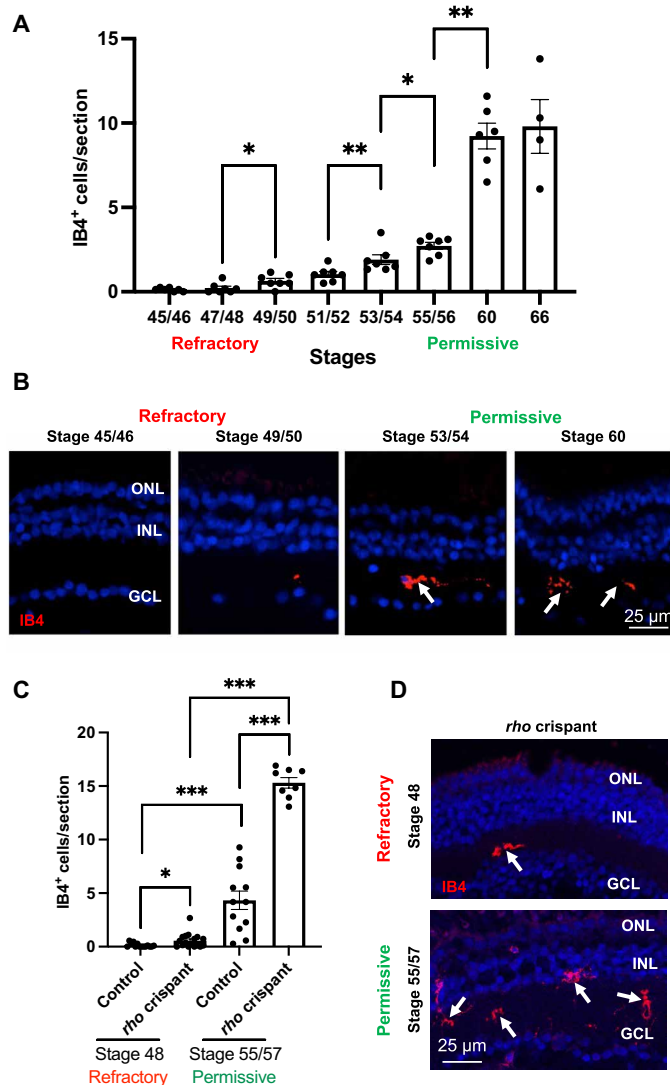 A
IB4+ cells/section
15
10
5
0
*
**
*
**
45/46 47/48 49/50 51/52 53/54 55/56 60 66
Refractory Permissive
Stages
B
Refractory Permissive
Stage 45/46 Stage 49/50 Stage 53/54 Stage 60
ONL
INL
GCL
IB4
25 µm
C
IB4+ cells/section
20
15
10
5
0
***
***
***
*
Control rho crispant Control rho crispant
Stage 48 Stage 55/57
Refractory Permissive
D
rho crispant
Refractory
Stage 48
ONL
INL
IB4
GCL
Permissive
Stage 55/57
ONL
INL
GCL
25 µm